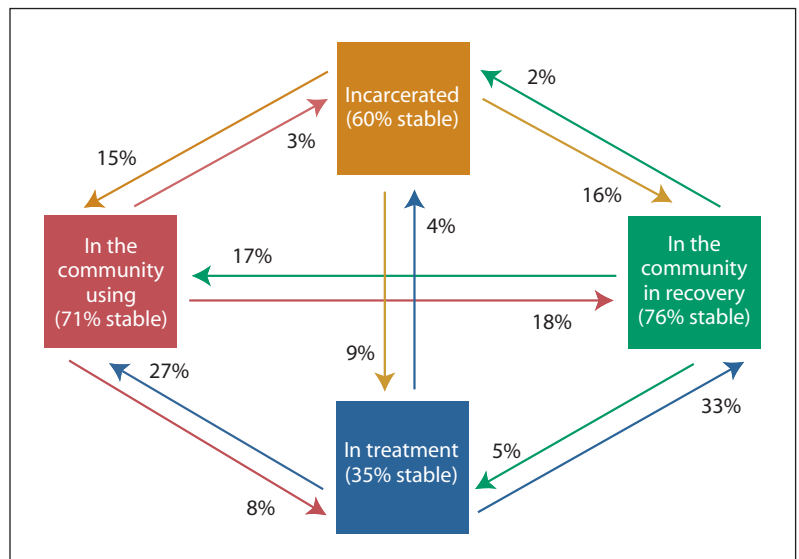 Incarcerated
(60% stable)
2%
15%
3%
16%
4%
In the
community
using
(71% stable)
17%
18%
In the
community
in recovery
(76% stable)
9%
27%
33%
In treatment
(35% stable)
5%
8%